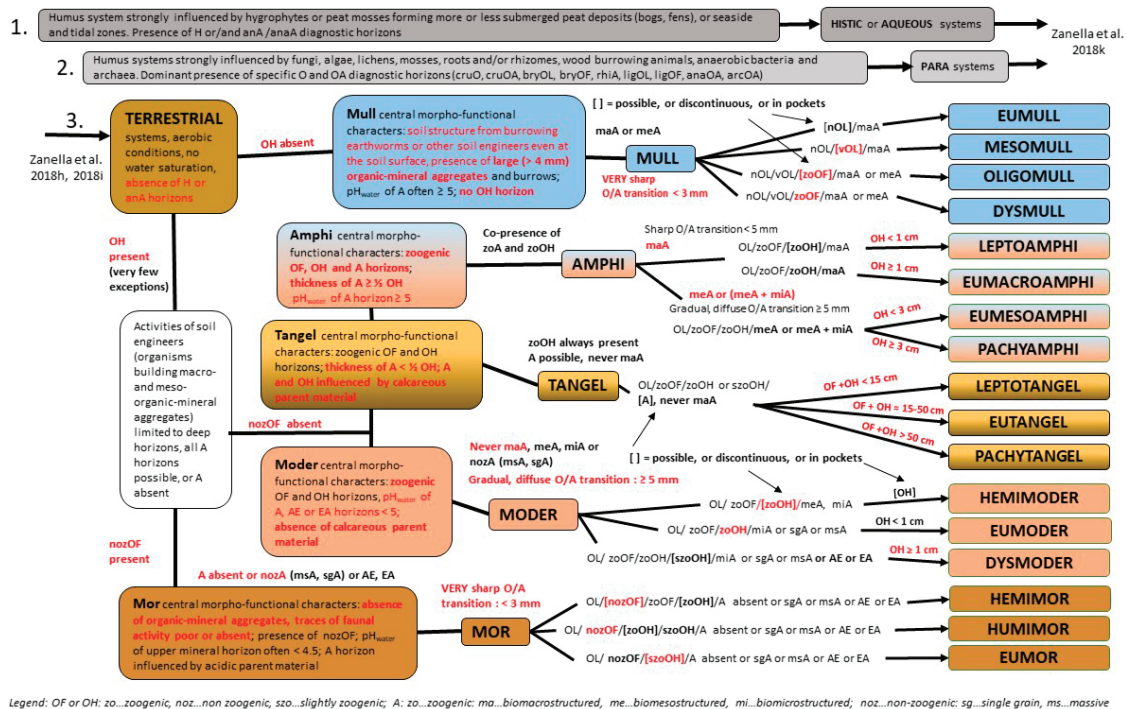 1.
Humus system strongly influenced by hygrophytes or peat mosses forming more or less submerged peat deposits (bogs, fens), or seaside
and tidal zones. Presence of H or/and anA /anaA diagnostic horizons
HISTIC or AQUEOUS systems
Zanella et al.
2018k
2.
Humus systems strongly influenced by fungi, algae, lichens, mosses, roots and/or rhizomes, wood burrowing animals, anaerobic bacteria and
archaea. Dominant presence of specific O and OA diagnostic horizons (cruO, cruOA, bryOL, bryOF, rhiA, ligOL, ligOF, anaOA, arcOA)
PARA systems
3.
Zanella et al.
2018h, 2018i
TERRESTRIAL
systems, aerobic
conditions, no
water saturation,
absence of H or
anA horizons
OH absent
Mull central morpho-functional
characters: soil structure from burrowing
earthworms or other soil engineers even at
the soil surface, presence of large (> 4 mm)
organic-mineral aggregates and burrows;
pHwater of A often ≥ 5; no OH horizon
[ ] = possible, or discontinuous, or in pockets
maA or meA
MULL
VERY sharp
O/A transition < 3 mm
[nOL]/maA
EUMULL
nOL/[vOL]/maA
MESOMULL
nOL/vOL/[zoOF]/maA or meA
OLIGOMULL
nOL/vOL/zoOF/maA or meA
DYSMULL
OH
present
(very few
exceptions)
Amphi central morpho-
functional characters: zoogenic
OF, OH and A horizons;
thickness of A ≥ ½ OH
pHwater of A horizon ≥ 5
Co-presence of
zoA and zoOH
AMPHI
Sharp O/A transition < 5 mm
maA
OL/zoOF/[zoOH]/maA
OH < 1 cm
LEPTOAMPHI
OL/zoOF/zoOH/maA
OH ≥ 1 cm
EUMACROAMPHI
meA or (meA + miA)
Gradual, diffuse O/A transition ≥ 5 mm
OL/zoOF/zoOH/meA or meA + miA
OH < 3 cm
EUMESOAMPHI
OH ≥ 3 cm
PACHYAMPHI
Activities of soil
engineers
(organisms
building macro-
and meso-
organic-mineral
aggregates)
limited to deep
horizons, all A
horizons
possible, or A
absent
Tangel central morpho-functional
characters: zoogenic OF and OH
horizons; thickness of A < ½ OH; A
and OH influenced by calcareous
parent material
zoOH always present
A possible, never maA
TANGEL
OL/zoOF/zoOH or szoOH/
[A], never maA
OF +OH < 15 cm
LEPTOTANGEL
OF + OH = 15-50 cm
EUTANGEL
OF +OH > 50 cm
PACHYTANGEL
nozOF absent
Moder central morpho-
functional characters: zoogenic
OF and OH horizons, pHwater of
A, AE or EA horizons < 5;
absence of calcareous parent
material
Never maA, meA, miA or
nozA (msA, sgA)
Gradual, diffuse O/A transition : ≥ 5 mm
[ ] = possible, or discontinuous, or in pockets
MODER
OL/ zoOF/[zoOH]/meA, miA
[OH]
HEMIMODER
OL/ zoOF/zoOH/miA or sgA or msA
OH < 1 cm
EUMODER
OL/ zoOF/zoOH/[szoOH]/miA or sgA or msA or AE or EA
OH ≥ 1 cm
DYSMODER
nozOF
present
A absent or nozA (msA, sgA) or AE, EA
Mor central morpho-functional characters: absence
of organic-mineral aggregates, traces of faunal
activity poor or absent; presence of nozOF; pHwater
of upper mineral horizon often < 4.5; A horizon
influenced by acidic parent material
VERY sharp O/A
transition : < 3 mm
MOR
OL/[nozOF]/zoOF/[zoOH]/A absent or sgA or msA or AE or EA
HEMIMOR
OL/ nozOF/[zoOH]/szoOH/A absent or sgA or msA or AE or EA
HUMIMOR
OL/ nozOF/[szoOH]/A absent or sgA or msA or AE or EA
EUMOR
Legend: OF or OH: zo...zoogenic, noz...non zoogenic, szo...slightly zoogenic; A: zo...zoogenic: ma...biomacrostructured, me...biomesostructured, mi...biomicrostructured; noz...non-zoogenic: sg...single grain, ms...massive